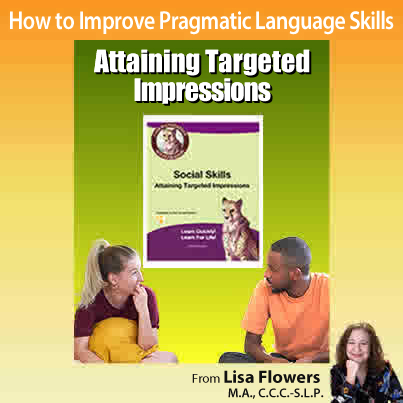 How to Improve Pragmatic Language Skills
Attaining Targeted
Impressions
Social Skills
Attaining Targeted Impressions
Learn Quickly!
Learn For Life!
From Lisa Flowers
M.A., C.C.C.-S.L.P.